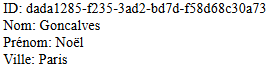 ID: dada1285-f235-3ad2-bd7d-f58d68c30a73
Nom: Goncalves
Prénom: Noël
Ville: Paris